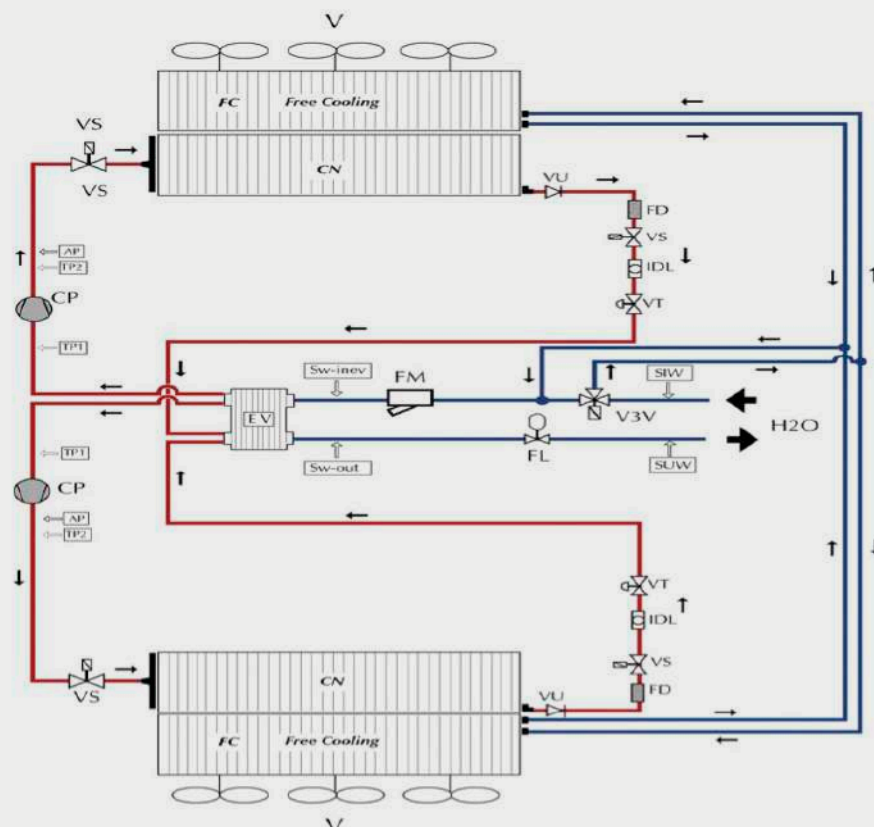 V
FC Free Cooling
VS
VS
CN
VU
FD
VS
IDL
VT
AP
TP2
CP
TP1
Sw-inev
FM
SIW
EV
V3V
H2O
Sw-out
FL
SUW
TP1
CP
AP
TP2
VT
IDL
VS
FD
VU
VS
CN
FC Free Cooling
V